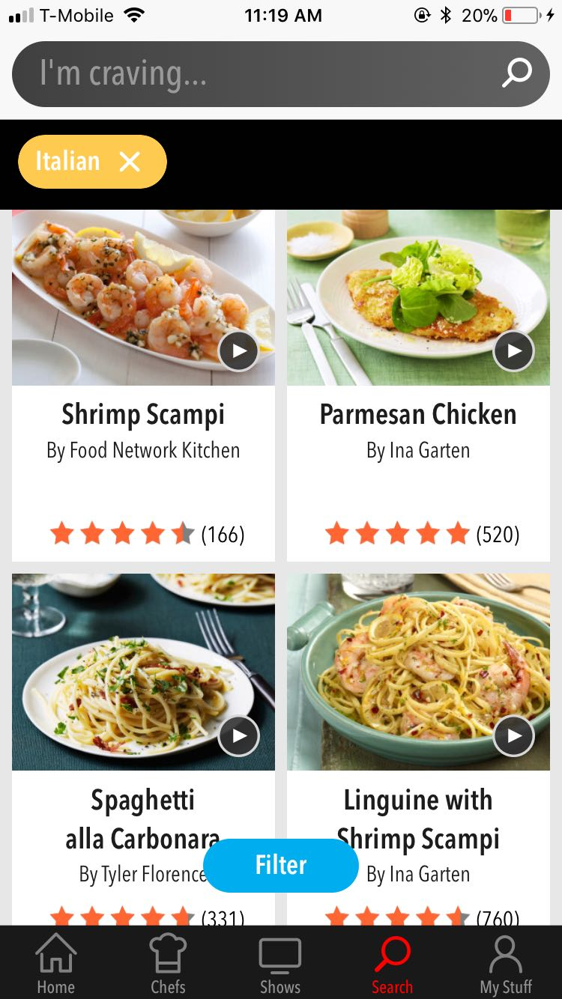 T-Mobile 11:19 AM 20%
I'm craving...
Italian
Shrimp Scampi
By Food Network Kitchen
(166)
Parmesan Chicken
By Ina Garten
(520)
Spaghetti
alla Carbonara
By Tyler Florence
(331)
Linguine with
Shrimp Scampi
By Ina Garten
(760)
Filter
Home
Chefs
Shows
Search
My Stuff